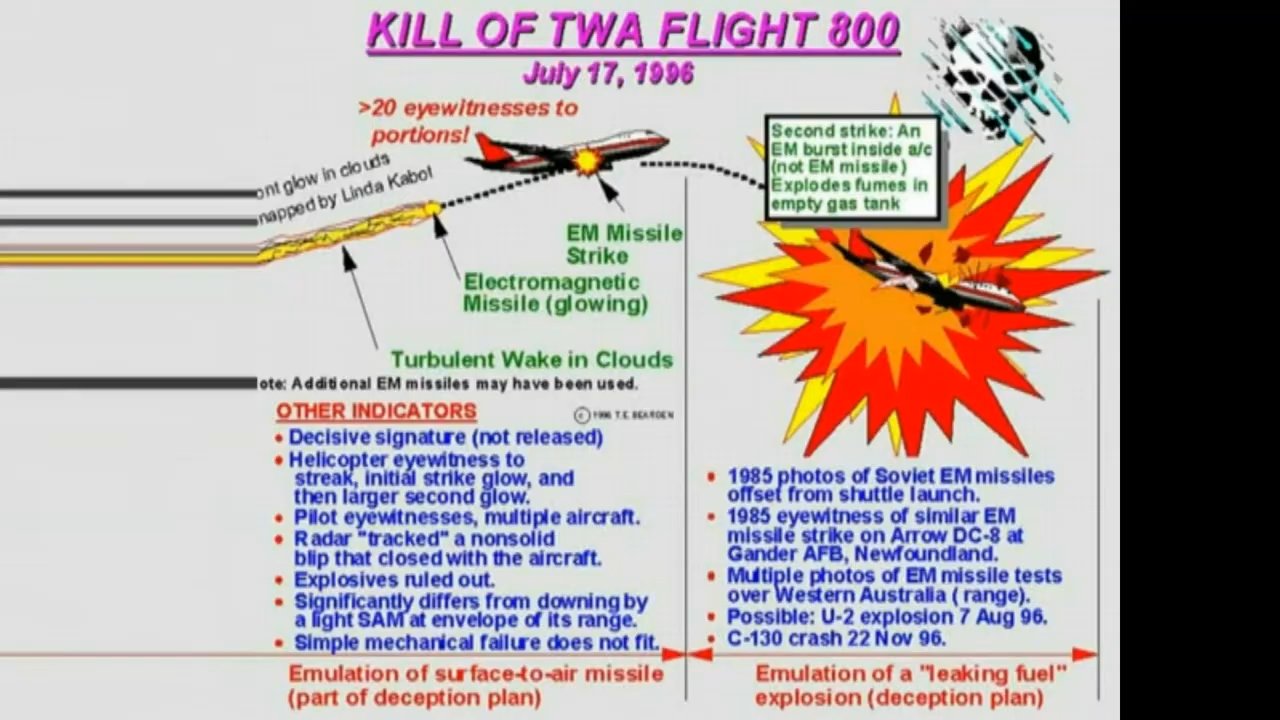 KILL OF TWA FLIGHT 800
July 17, 1996
>20 eyewitnesses to
portions!
ont glow in clouds
napped by Linda Kabot
Second strike: An
EM burst inside a/c
(not EM missile)
Explodes fumes in
empty gas tank
EM Missile
Strike
Electromagnetic
Missile (glowing)
Turbulent Wake in Clouds
ote: Additional EM missiles may have been used.
OTHER INDICATORS
© 1996 T.E. BEARDEN
• Decisive signature (not released)
• Helicopter eyewitness to
streak, initial strike glow, and
then larger second glow.
• Pilot eyewitnesses, multiple aircraft.
• Radar "tracked" a nonsolid
blip that closed with the aircraft.
• Explosives ruled out.
• Significantly differs from downing by
a light SAM at envelope of its range.
• Simple mechanical failure does not fit.
Emulation of surface-to-air missile
(part of deception plan)
• 1985 photos of Soviet EM missiles
offset from shuttle launch.
• 1985 eyewitness of similar EM
missile strike on Arrow DC-8 at
Gander AFB, Newfoundland.
• Multiple photos of EM missile tests
over Western Australia ( range).
• Possible: U-2 explosion 7 Aug 96.
• C-130 crash 22 Nov 96.
Emulation of a "leaking fuel"
explosion (deception plan)